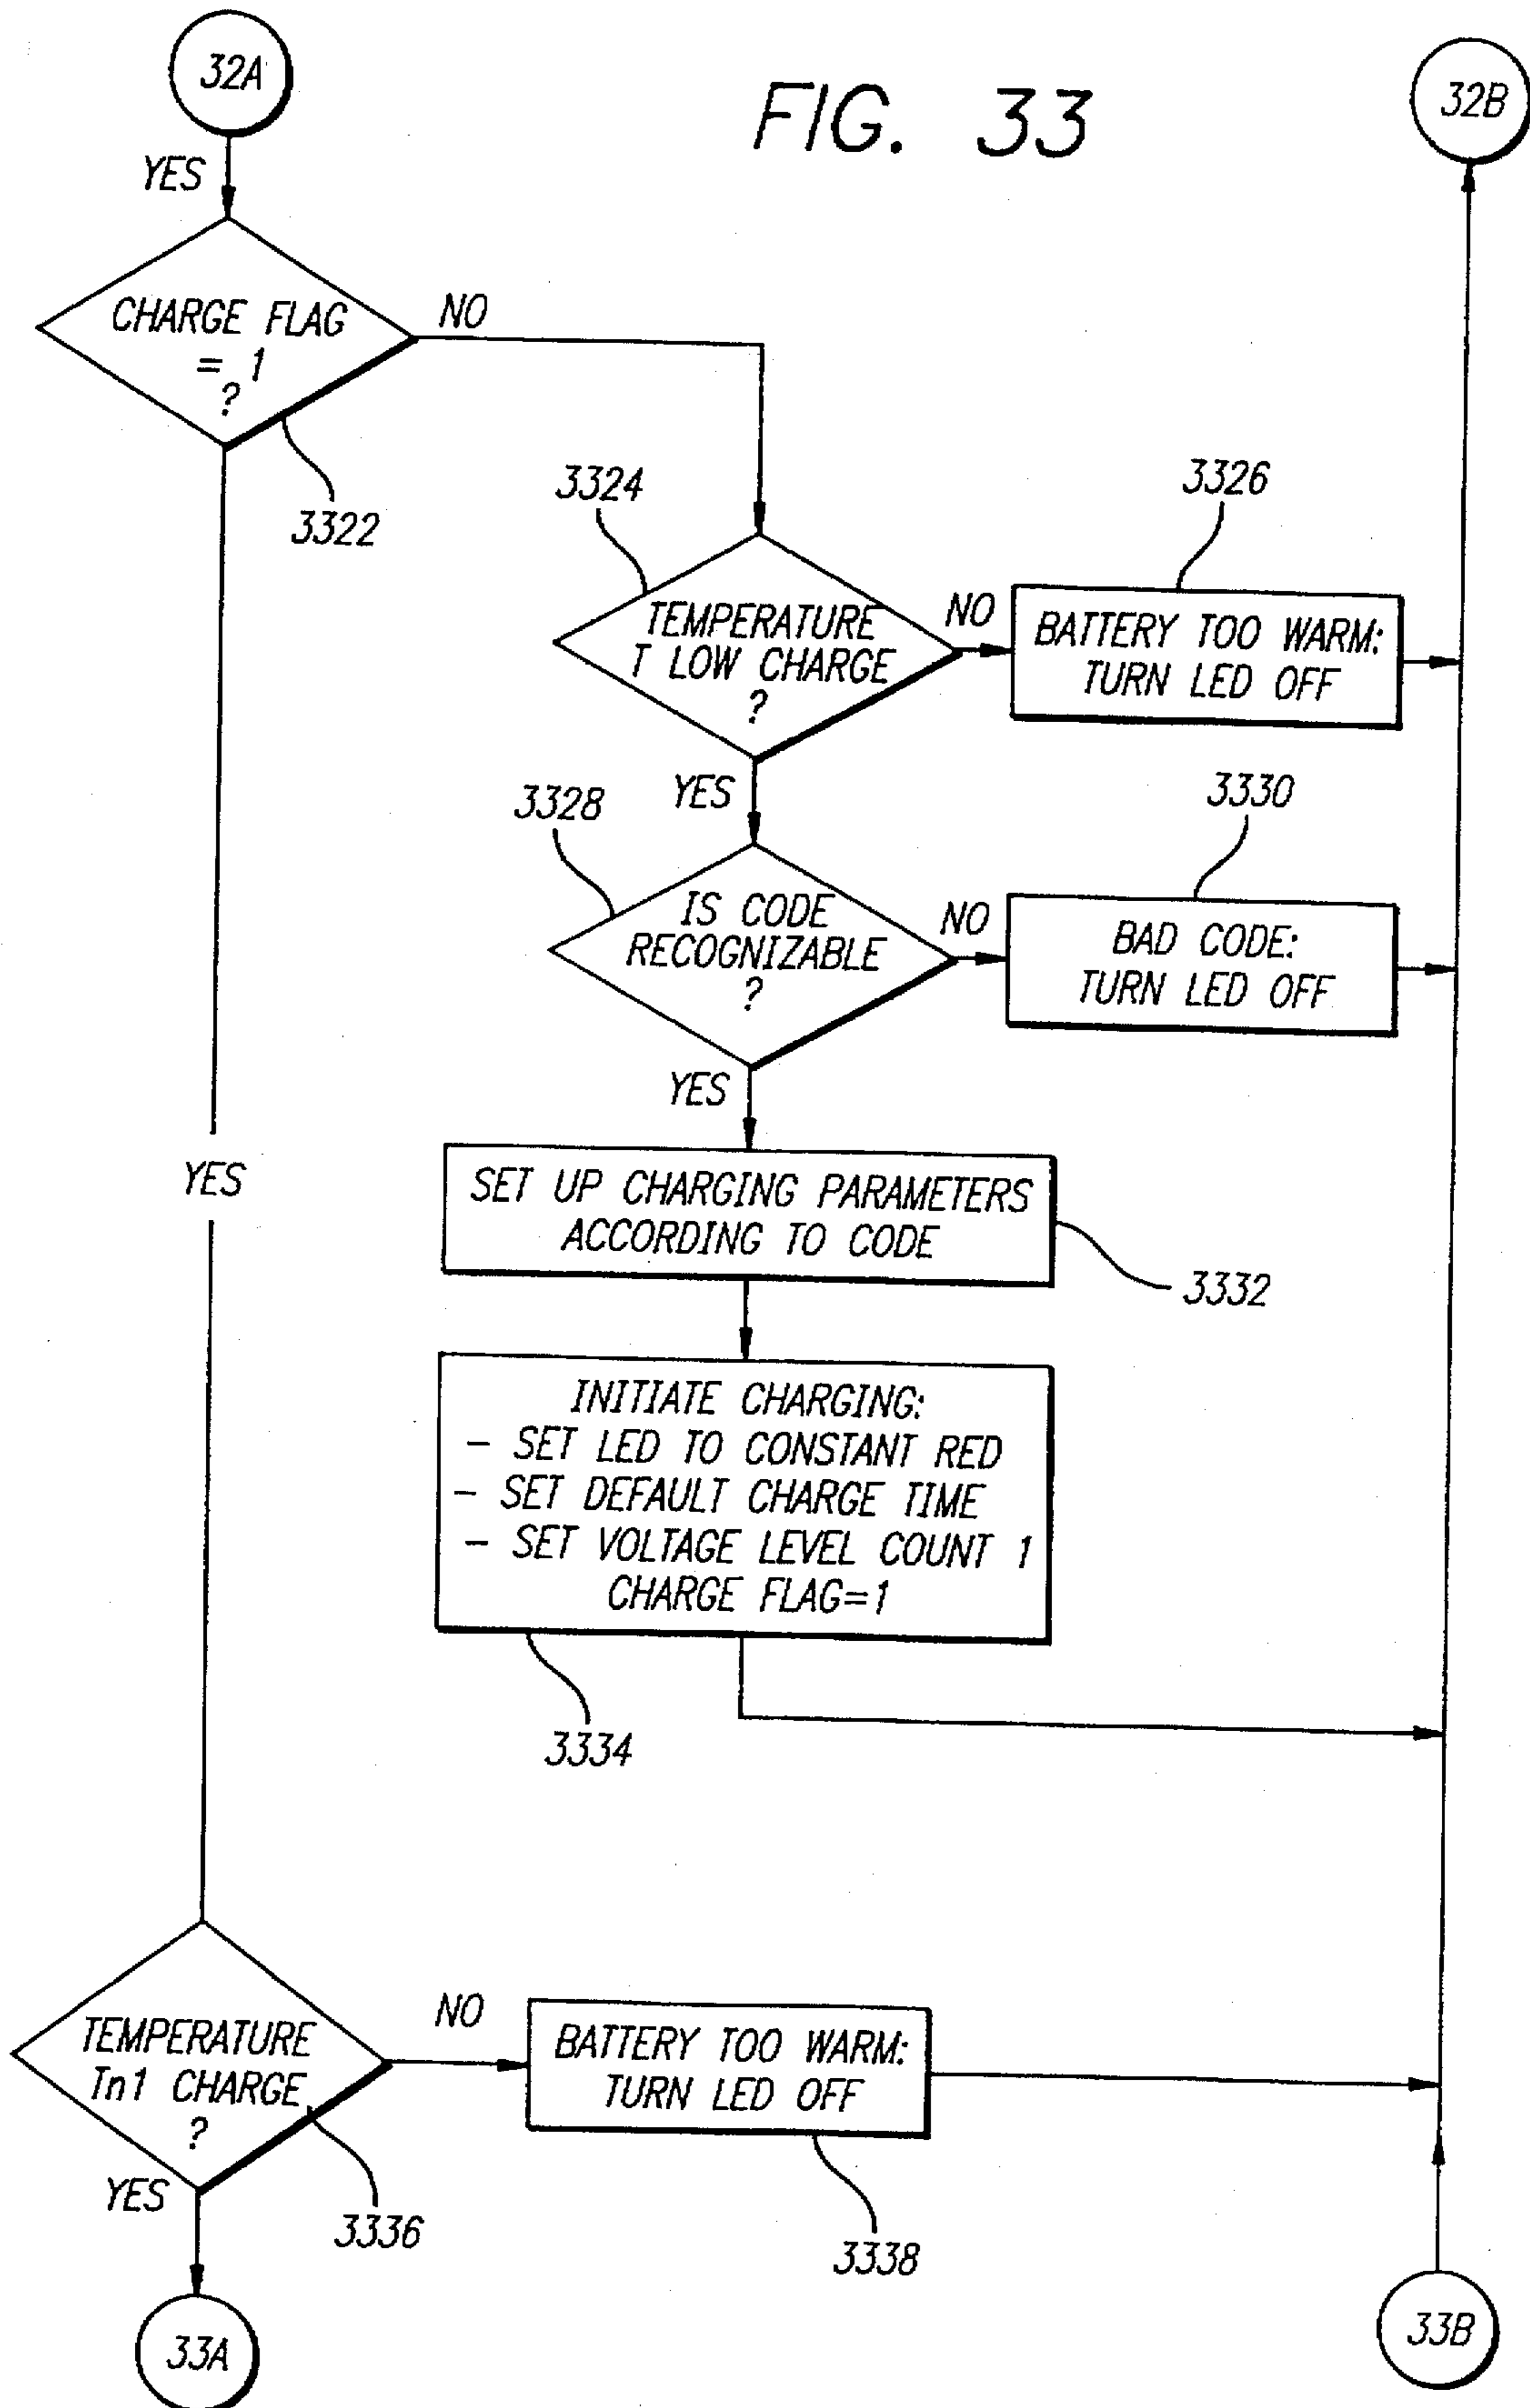 32A
FIG. 33
32B
YES
CHARGE FLAG
= 1
?
NO
3322
3324
3326
TEMPERATURE
T LOW CHARGE
?
NO
BATTERY TOO WARM:
TURN LED OFF
YES
3328
3330
IS CODE
RECOGNIZABLE
?
NO
BAD CODE:
TURN LED OFF
YES
YES
SET UP CHARGING PARAMETERS
ACCORDING TO CODE
3332
INITIATE CHARGING:
- SET LED TO CONSTANT RED
- SET DEFAULT CHARGE TIME
- SET VOLTAGE LEVEL COUNT 1
CHARGE FLAG=1
3334
TEMPERATURE
Tn1 CHARGE
?
NO
BATTERY TOO WARM:
TURN LED OFF
YES
3336
3338
33A
33B